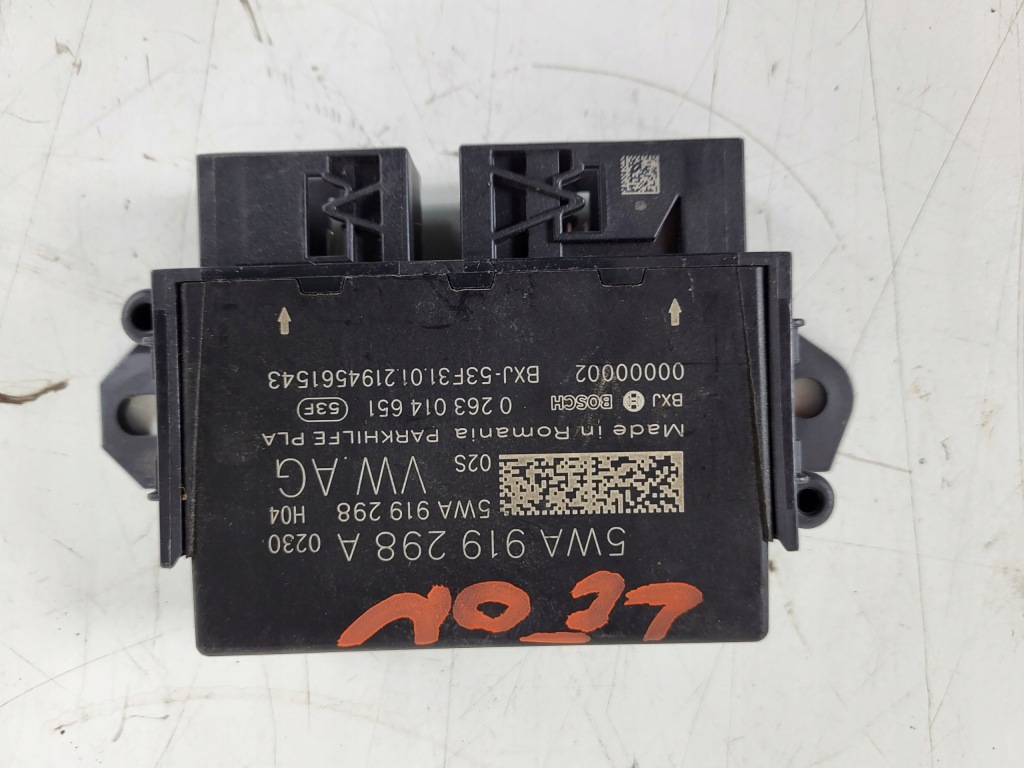 LEON
5WA 919 298 A 0230
5WA 919 298 H04
VW AG 02S
Made in Romania PARKHILFE PLA
BXJ BOSCH 0 263 014 651 53F
00000002 BXJ-53F31.01.2194561543